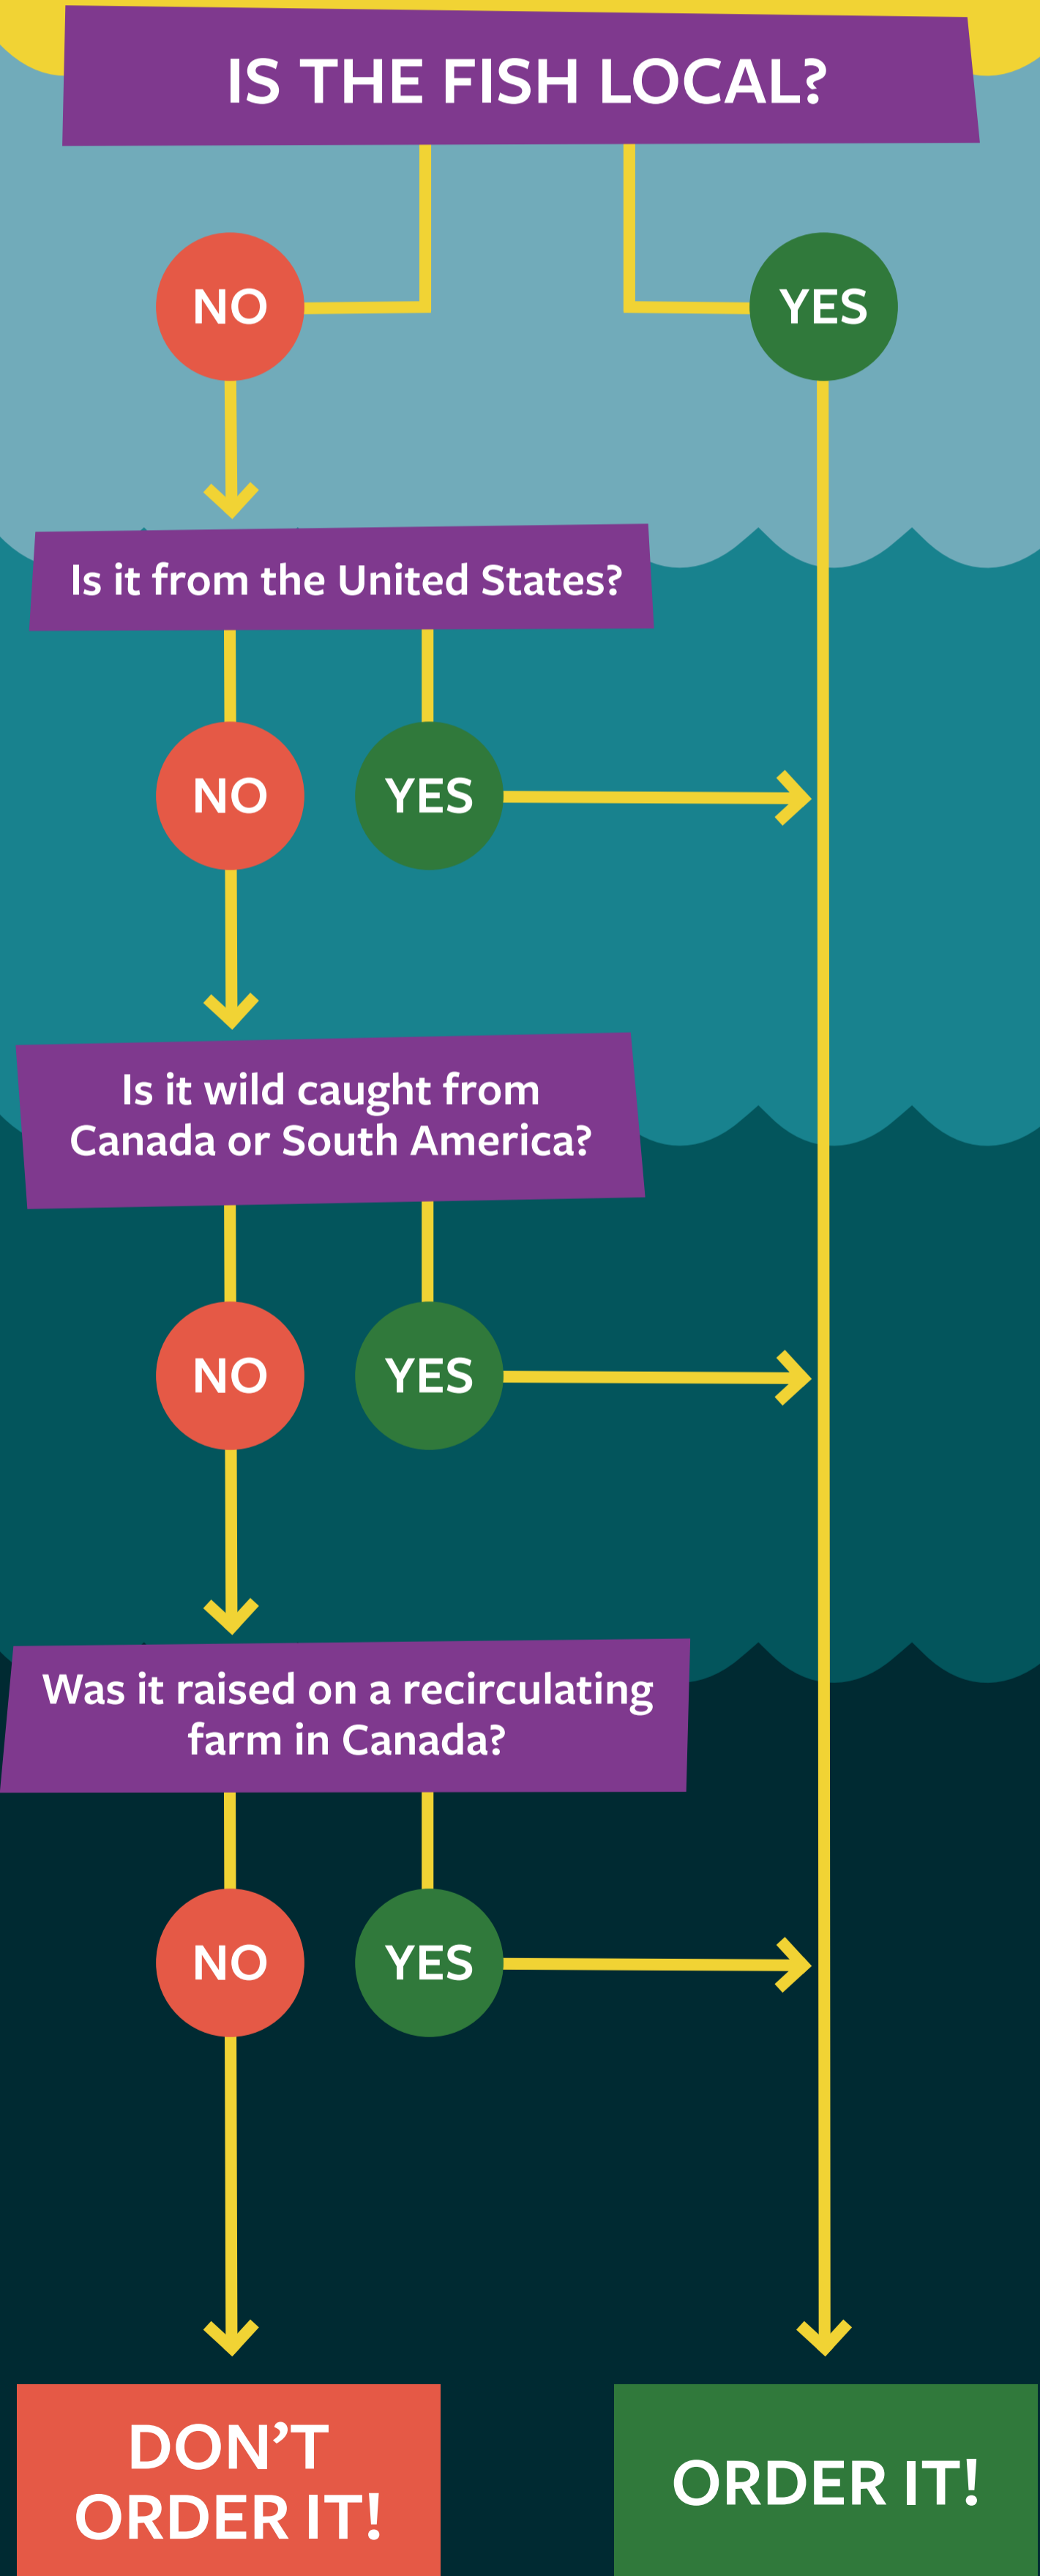 IS THE FISH LOCAL?
NO
YES
Is it from the United States?
NO
YES
Is it wild caught from
Canada or South America?
NO
YES
Was it raised on a recirculating
farm in Canada?
NO
YES
DON’T
ORDER IT!
ORDER IT!